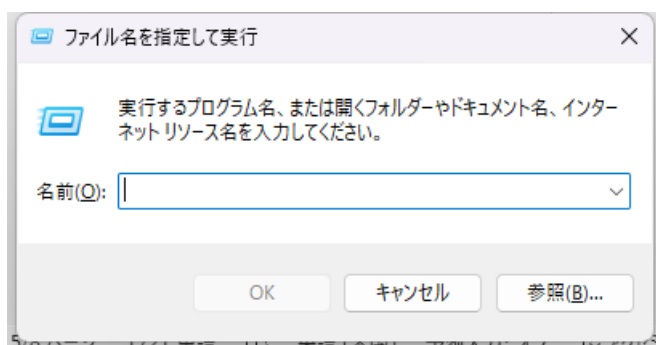 ファイル名を指定して実行
実行するプログラム名、または開くフォルダーやドキュメント名、インター
ネット リソース名を入力してください。
名前(O):
OK キャンセル 参照(B)...